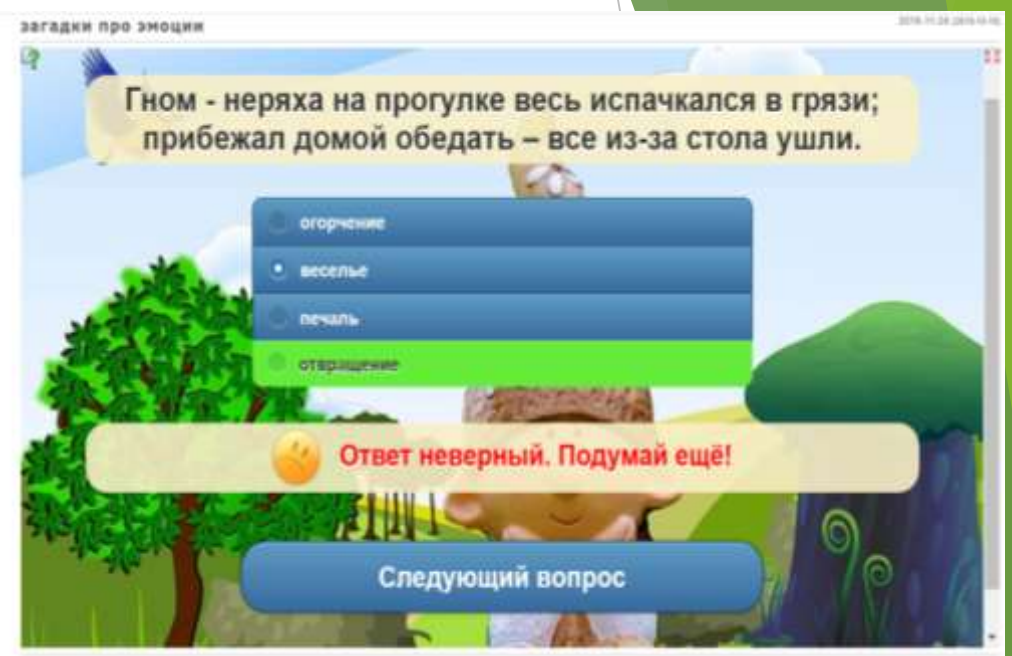 загадки про эмоции
Гном - неряха на прогулке весь испачкался в грязи;
прибежал домой обедать – все из-за стола ушли.
огорчение
веселье
печаль
отвращение
Ответ неверный. Подумай ещё!
Следующий вопрос